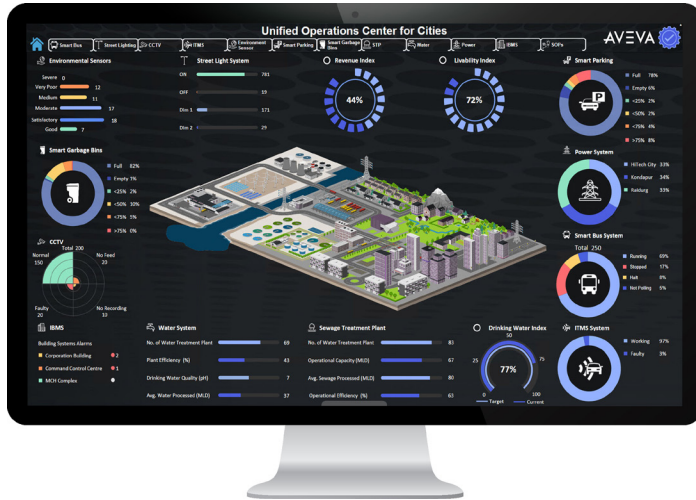 Unified Operations Center for Cities
Smart Bus
Street Lighting
CCTV
ITMS
Environment Sensor
Smart Parking
Smart Garbage Bins
STP
Water
Power
IBMS
SOPs
AVEVA
Environmental Sensors
Severe 0
Very Poor 12
Medium 11
Moderate 17
Satisfactory 18
Good 7
Street Light System
ON 781
OFF 19
Dim 1 171
Dim 2 29
Revenue Index
44%
Livability Index
72%
Smart Parking
Full 78%
Empty 6%
<25% 2%
<50% 2%
<75% 4%
>75% 8%
Smart Garbage Bins
Full 82%
Empty 7%
<25% 2%
<50% 10%
<75% 5%
>75% 0%
Power System
HiTech City 33%
Kondapur 34%
Raidurg 33%
CCTV
Total 200
Normal 150
No Feed 20
Faulty 20
No Recording 10
Smart Bus System
Total 250
Running 69%
Stopped 17%
Halt 8%
Not Polling 5%
IBMS
Building Systems Alarms
Corporation Building 2
Command Control Centre 1
MCH Complex
Water System
No. of Water Treatment Plant 69
Plant Efficiency (%) 43
Drinking Water Quality (pH) 7
Avg. Water Processed (MLD) 37
Sewage Treatment Plant
No. of Water Treatment Plant 83
Operational Capacity (MLD) 67
Avg. Sewage Processed (MLD) 80
Operational Efficiency (%) 63
Drinking Water Index
50
25 75
77%
0 100
Target Current
ITMS System
Working 97%
Faulty 3%